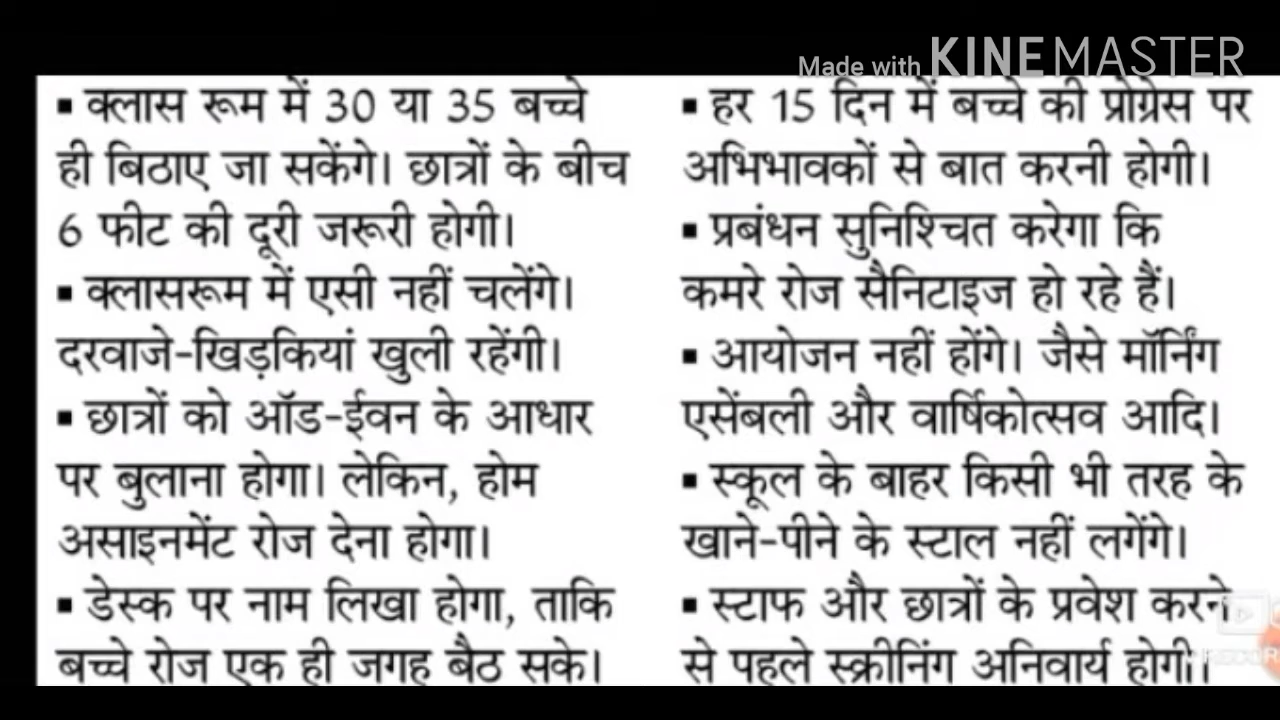 Made with KINEMASTER
▪ क्लास रूम में 30 या 35 बच्चे
ही बिठाए जा सकेंगे। छात्रों के बीच
6 फीट की दूरी जरूरी होगी।
▪ क्लासरूम में एसी नहीं चलेंगे।
दरवाजे-खिड़कियां खुली रहेंगी।
▪ छात्रों को ऑड-ईवन के आधार
पर बुलाना होगा। लेकिन, होम
असाइनमेंट रोज देना होगा।
▪ डेस्क पर नाम लिखा होगा, ताकि
बच्चे रोज एक ही जगह बैठ सके।
▪ हर 15 दिन में बच्चे की प्रोग्रेस पर
अभिभावकों से बात करनी होगी।
▪ प्रबंधन सुनिश्चित करेगा कि
कमरे रोज सैनिटाइज हो रहे हैं।
▪ आयोजन नहीं होंगे। जैसे मॉर्निंग
एसेंबली और वार्षिकोत्सव आदि।
▪ स्कूल के बाहर किसी भी तरह के
खाने-पीने के स्टाल नहीं लगेंगे।
▪ स्टाफ और छात्रों के प्रवेश करने
से पहले स्क्रीनिंग अनिवार्य होगी।